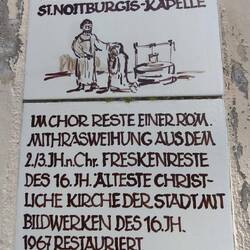 ST. NOITBURGIS-KAPELLE
IM CHOR RESTE EINER RÖM.
MITHRASWEIHUNG AUS DEM
2./3. JH. n. Chr. FRESKENRESTE
DES 16. JH. ÄLTESTE CHRIST-
LICHE KIRCHE DER STADT MIT
BILDWERKEN DES 16. JH.
1967 RESTAURIERT